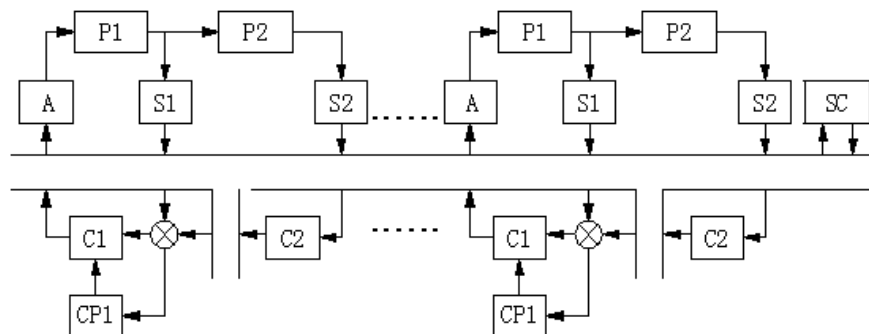 P1 P2 P1 P2
A S1 S2 ...... A S1 S2 SC
C1 C2 ...... C1 C2
CP1 CP1